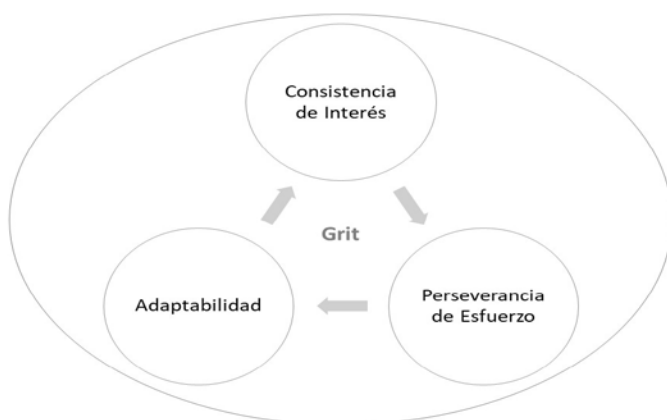 Consistencia
de Interés
Grit
Adaptabilidad
Perseverancia
de Esfuerzo